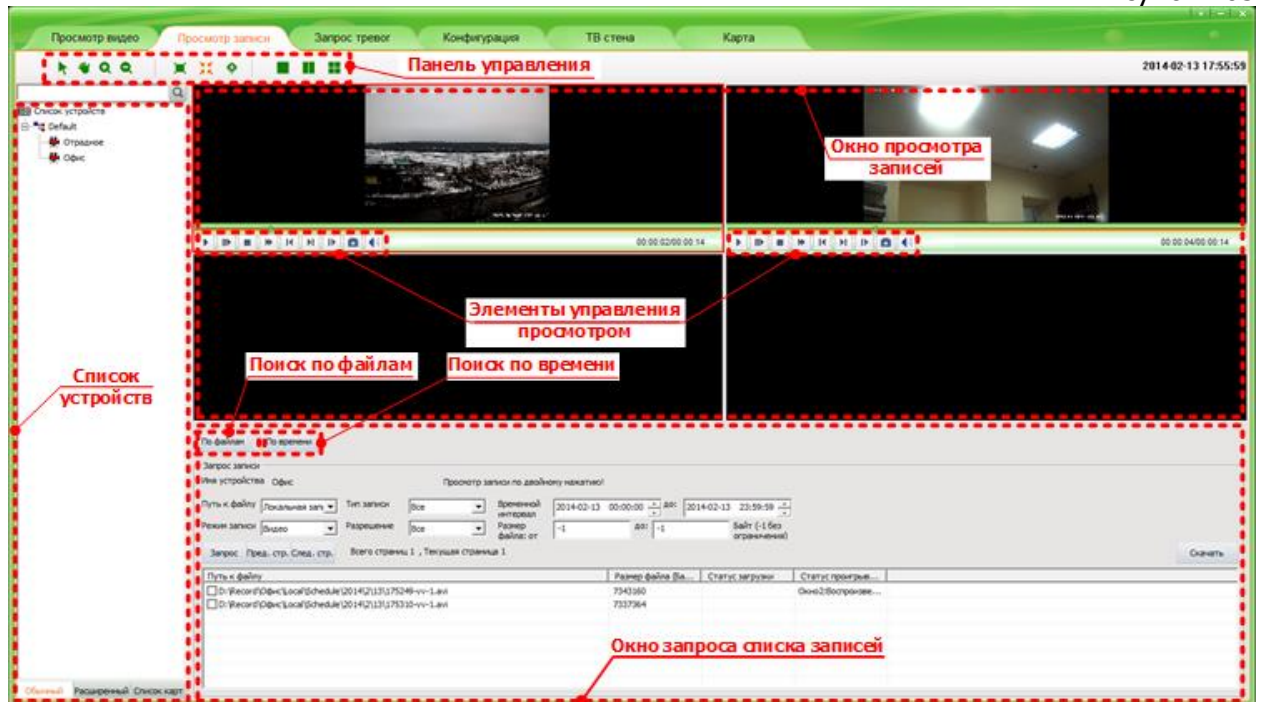 Просмотр видео Просмотр записи Запрос тревог Конфигурация ТВ стена Карта
Панель управления
2014-02-13 17:55:59
Список устройств
Default
Отрадное
Офис
Окно просмотра
записей
00:00:02/00:00:14
00:00:04/00:00:14
Элементы управления
просмотром
Поиск по файлам Поиск по времени
Список
устройств
По файлам По времени
Запрос записи
Имя устройства Офис Просмотр записи по двойному нажатию!
Путь к файлу Локальная зап Тип записи Все Временной
интервал 2014-02-13 00:00:00 до: 2014-02-13 23:59:59
Режим записи Видео Разрешение Все Размер
файла: от -1 до: -1 Байт (-1 без
ограничения)
Запрос Пред. стр. След. стр. Всего страниц 1 , Текущая страница 1 Скачать
Путь к файлу Размер файла (Ба... Статус загрузки Статус проигрыв...
D:\Record\Офис\Local\Schedule\2014\2\13\175249-vv-1.avi 7343160 Окно2:Воспроизве...
D:\Record\Офис\Local\Schedule\2014\2\13\175310-vv-1.avi 7337364
Окно запроса списка записей
Обычный Расширенный Список карт